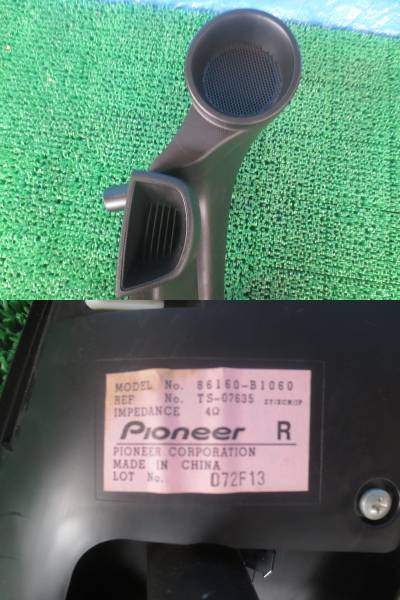 MODEL No. 86160-B1060
REF. No. TS-07635
IMPEDANCE 4Ω
Pioneer R
PIONEER CORPORATION
MADE IN CHINA
LOT No. D72F13